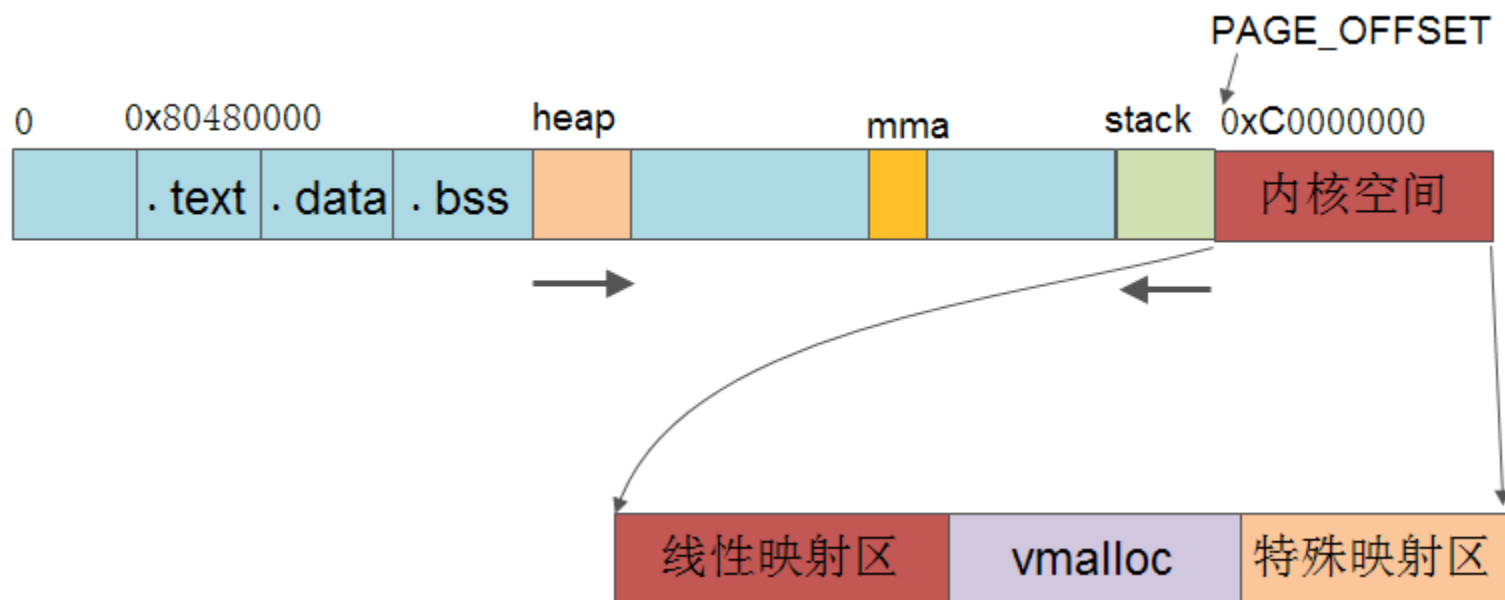 PAGE_OFFSET
0 0x80480000 heap mma stack 0xC0000000
. text . data . bss 内核空间
线性映射区 vmalloc 特殊映射区